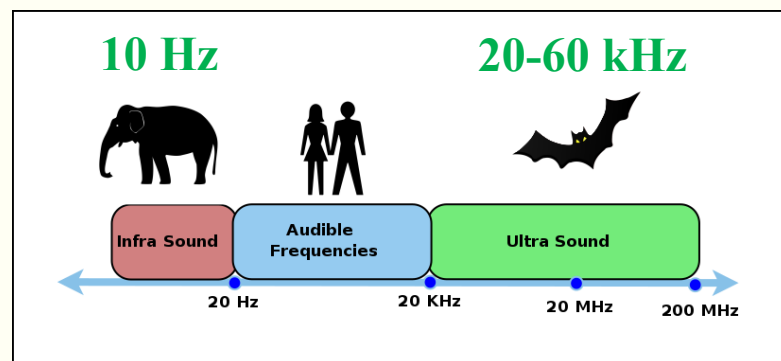 10 Hz
20-60 kHz
Infra Sound
Audible
Frequencies
Ultra Sound
20 Hz
20 KHz
20 MHz
200 MHz